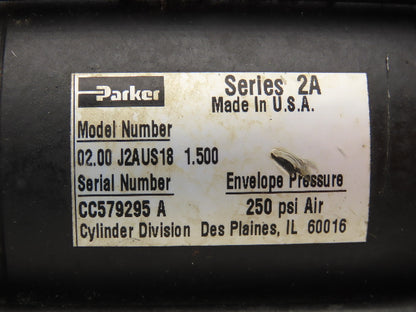 Parker
Series 2A
Made In U.S.A.
Model Number
02.00 J2AUS18 1.500
Serial Number Envelope Pressure
CC579295 A 250 psi Air
Cylinder Division Des Plaines, IL 60016